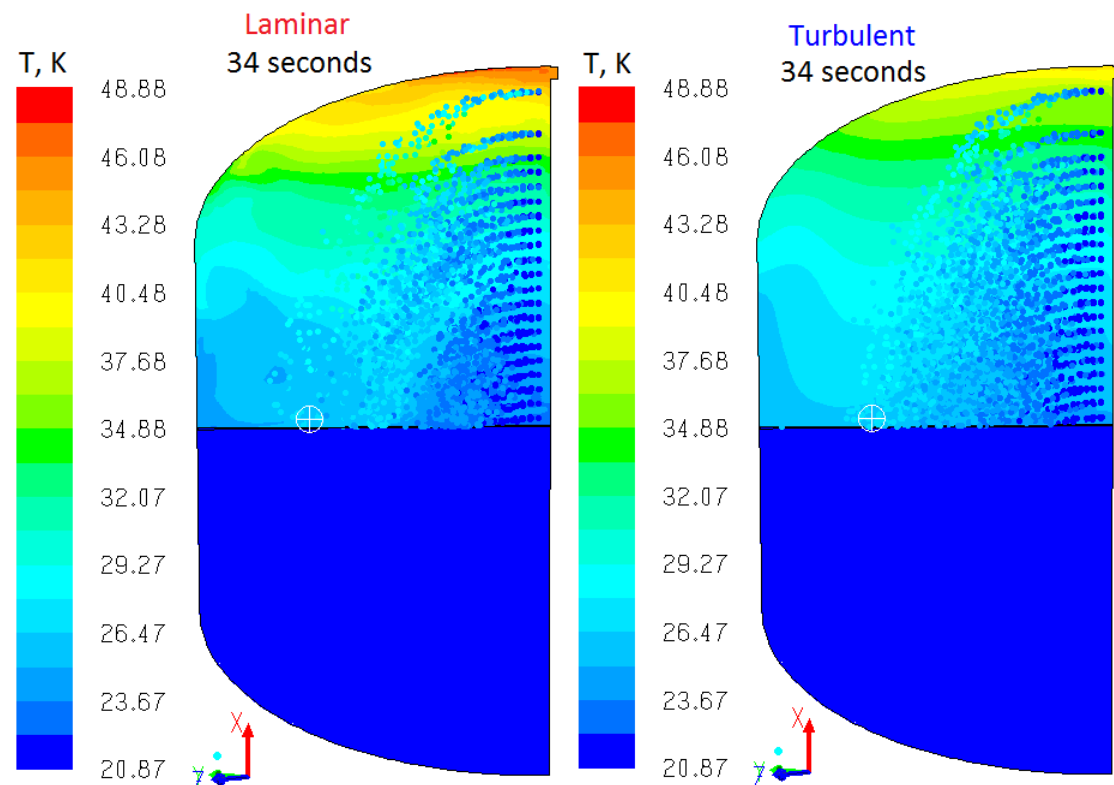 Laminar
34 seconds
T, K
48.88
46.08
43.28
40.48
37.68
34.88
32.07
29.27
26.47
23.67
20.87
X
Y
Turbulent
34 seconds
T, K
48.88
46.08
43.28
40.48
37.68
34.88
32.07
29.27
26.47
23.67
20.87
X
Y